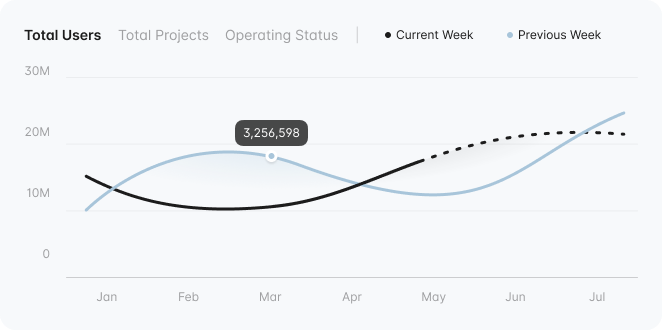 Total Users Total Projects Operating Status Current Week Previous Week
30M
20M
3,256,598
10M
0
Jan Feb Mar Apr May Jun Jul